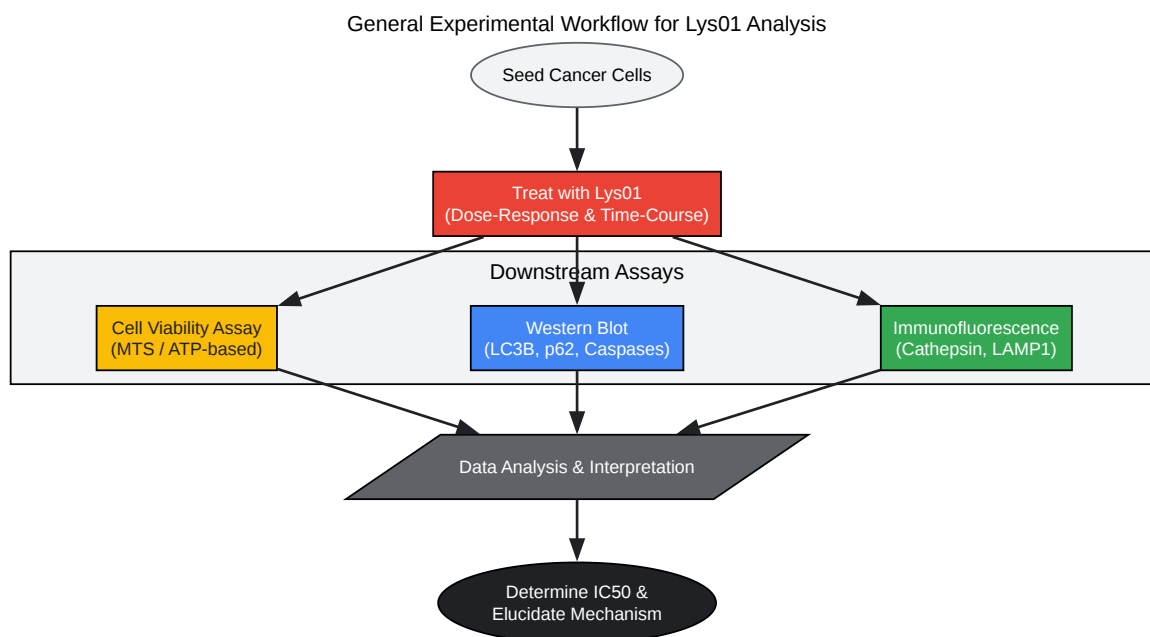 General Experimental Workflow for Lys01 Analysis
Seed Cancer Cells
Treat with Lys01
(Dose-Response & Time-Course)
Downstream Assays
Cell Viability Assay
(MTS / ATP-based)
Western Blot
(LC3B, p62, Caspases)
Immunofluorescence
(Cathepsin, LAMP1)
Data Analysis & Interpretation
Determine IC50 &
Elucidate Mechanism